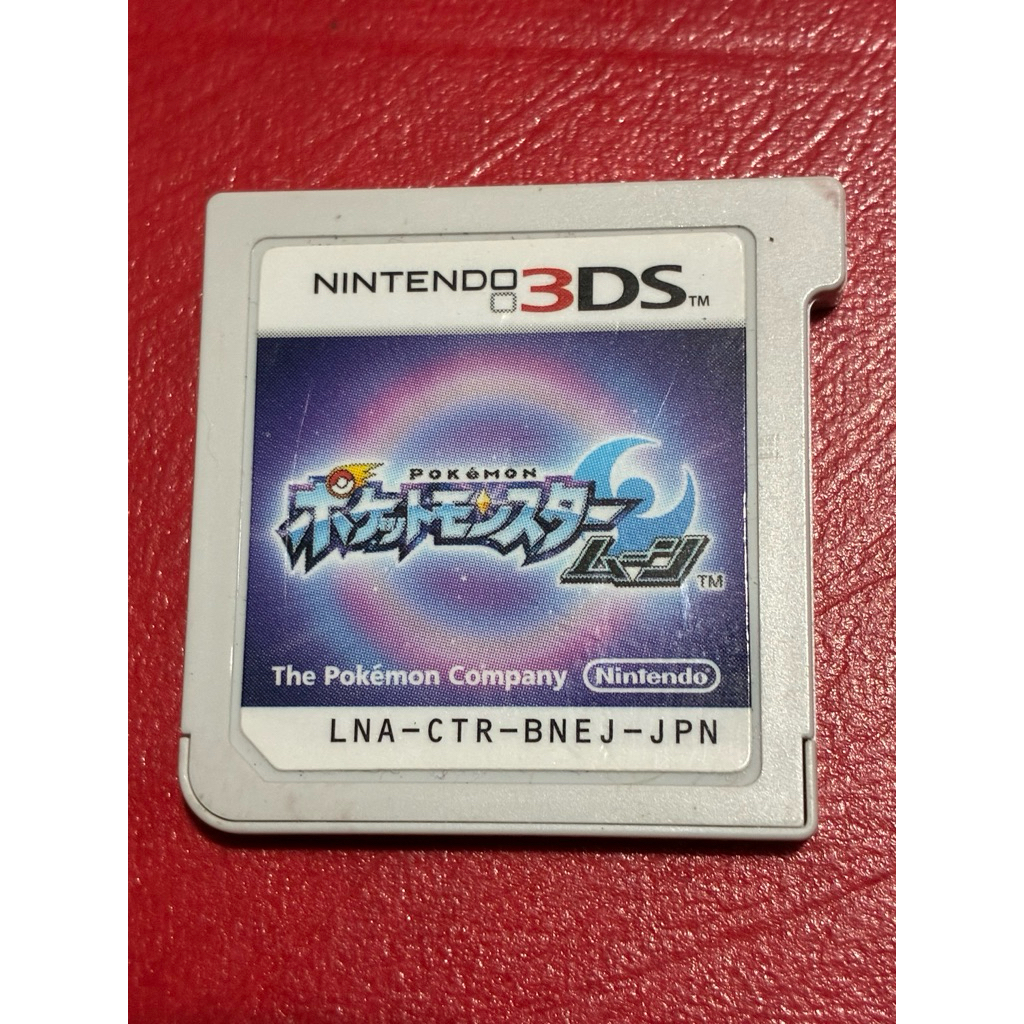 NINTENDO 3DS™
POKéMON
ポケットモンスター
ムーン™
The Pokémon Company Nintendo
LNA-CTR-BNEJ-JPN